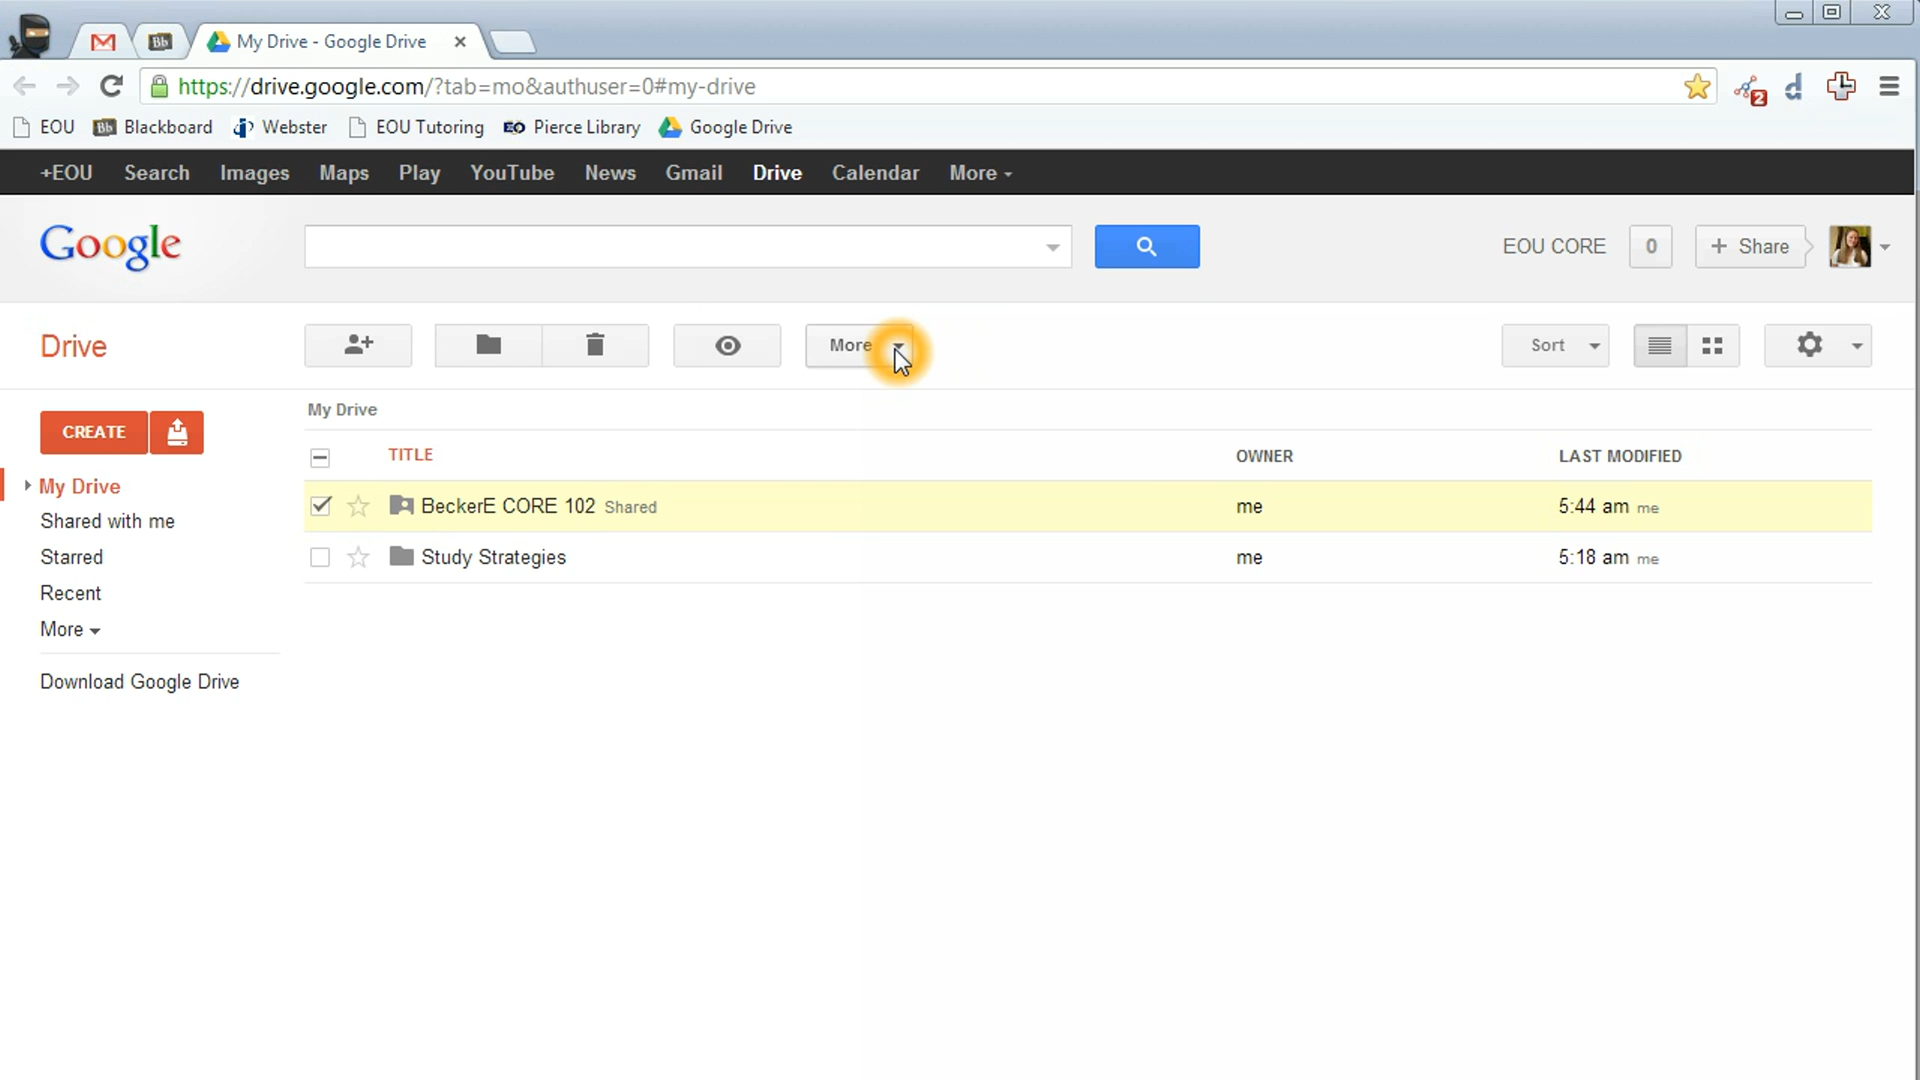 Bb My Drive - Google Drive
https://drive.google.com/?tab=mo&authuser=0#my-drive 2 d
EOU Bb Blackboard Webster EOU Tutoring EO Pierce Library Google Drive
+EOU Search Images Maps Play YouTube News Gmail Drive Calendar More
Google EOU CORE 0 + Share
Drive More Sort
CREATE
My Drive
Shared with me
Starred
Recent
More
Download Google Drive
My Drive
TITLE OWNER LAST MODIFIED
BeckerE CORE 102 Shared me 5:44 am me
Study Strategies me 5:18 am me